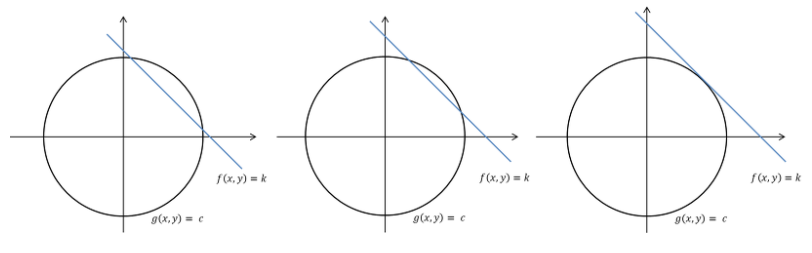 f(x,y) = k
g(x,y) = c
f(x,y) = k
g(x,y) = c
f(x,y) = k
g(x,y) = c